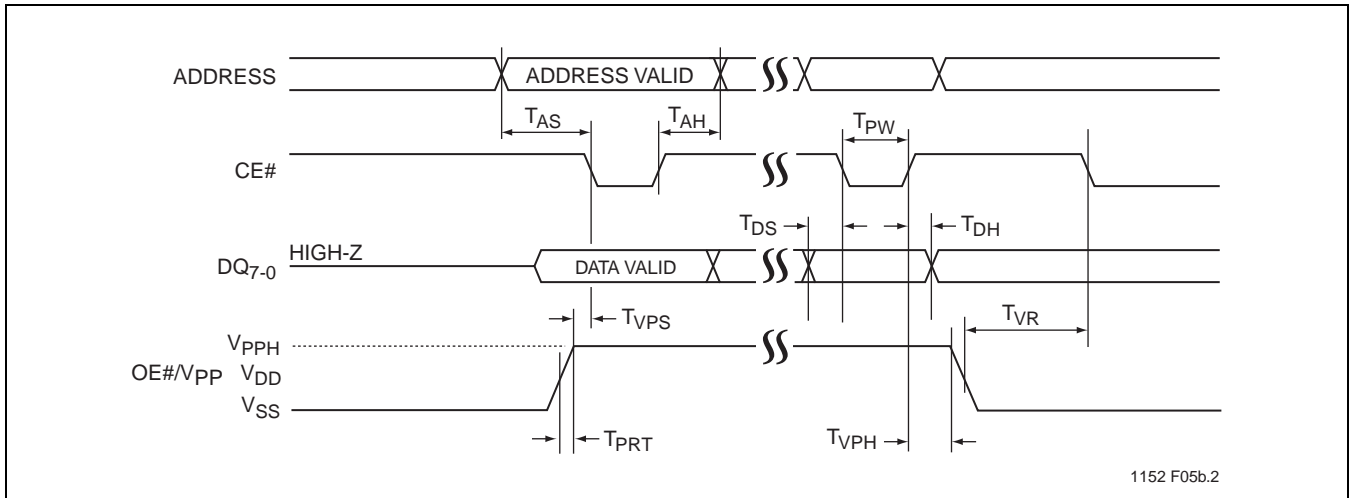 ADDRESS ADDRESS VALID
TAS TAH TPW
CE#
TDS TDH
DQ7-0 HIGH-Z DATA VALID
TVPS TVR
VPPH
OE#/VPP VDD
VSS
TPRT TVPH
1152 F05b.2